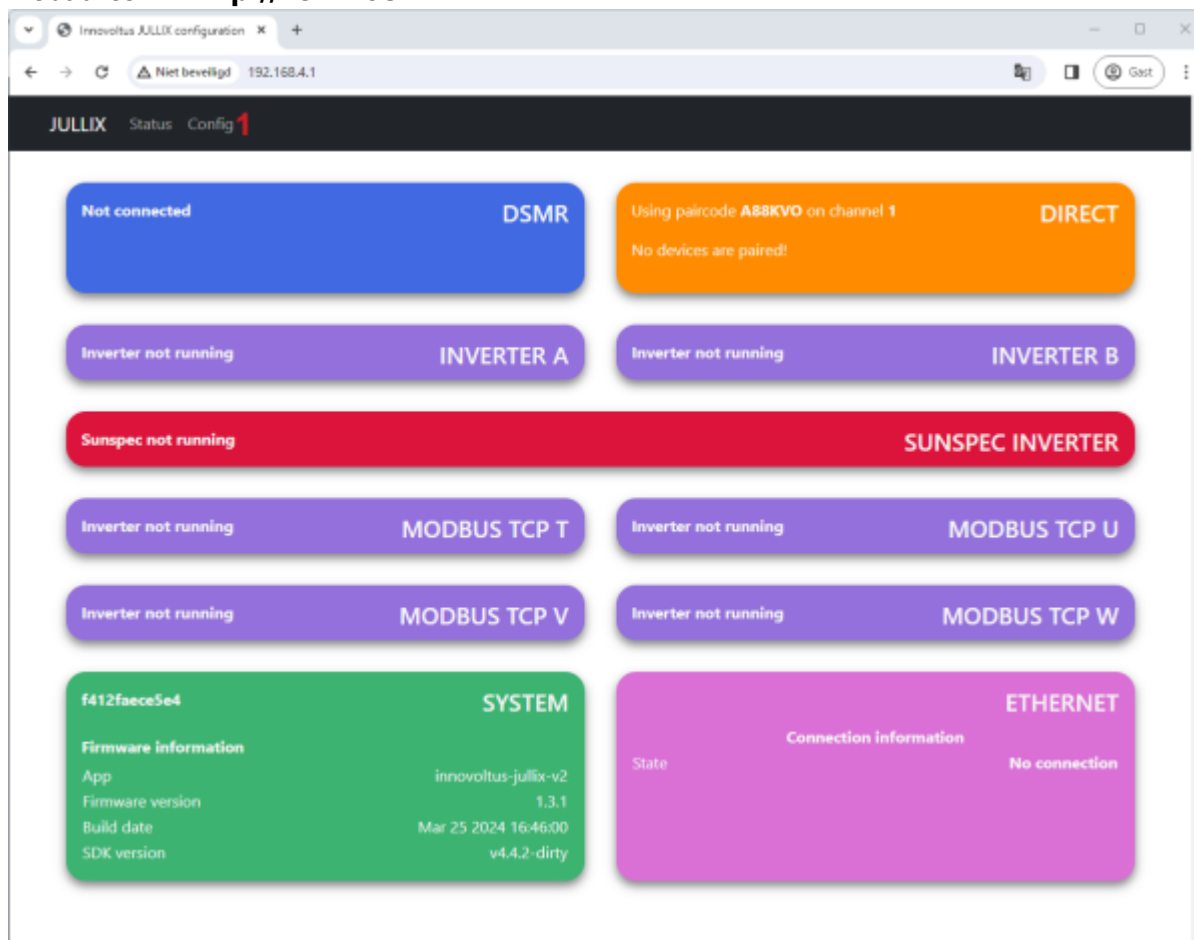 Innovoltus JULLIX configuration
Niet beveiligd 192.168.4.1
Gast
JULLIX Status Config 1
Not connected DSMR
Using paircode A88KVO on channel 1 DIRECT
No devices are paired!
Inverter not running INVERTER A
Inverter not running INVERTER B
Sunspec not running SUNSPEC INVERTER
Inverter not running MODBUS TCP T
Inverter not running MODBUS TCP U
Inverter not running MODBUS TCP V
Inverter not running MODBUS TCP W
f412faece5e4 SYSTEM
Firmware information
App innovoltus-jullix-v2
Firmware version 1.3.1
Build date Mar 25 2024 16:46:00
SDK version v4.4.2-dirty
ETHERNET
Connection information
State No connection